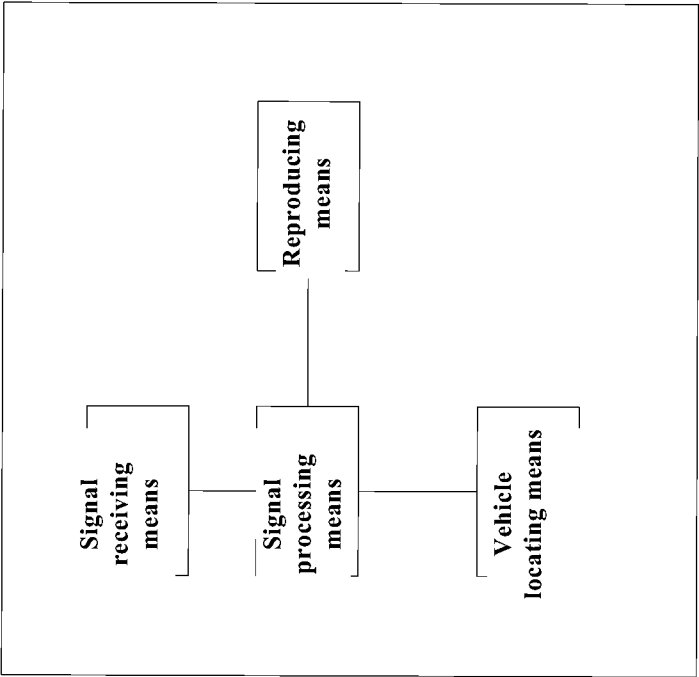 Signal
receiving
means
Signal
processing
means
Vehicle
locating means
Reproducing
means